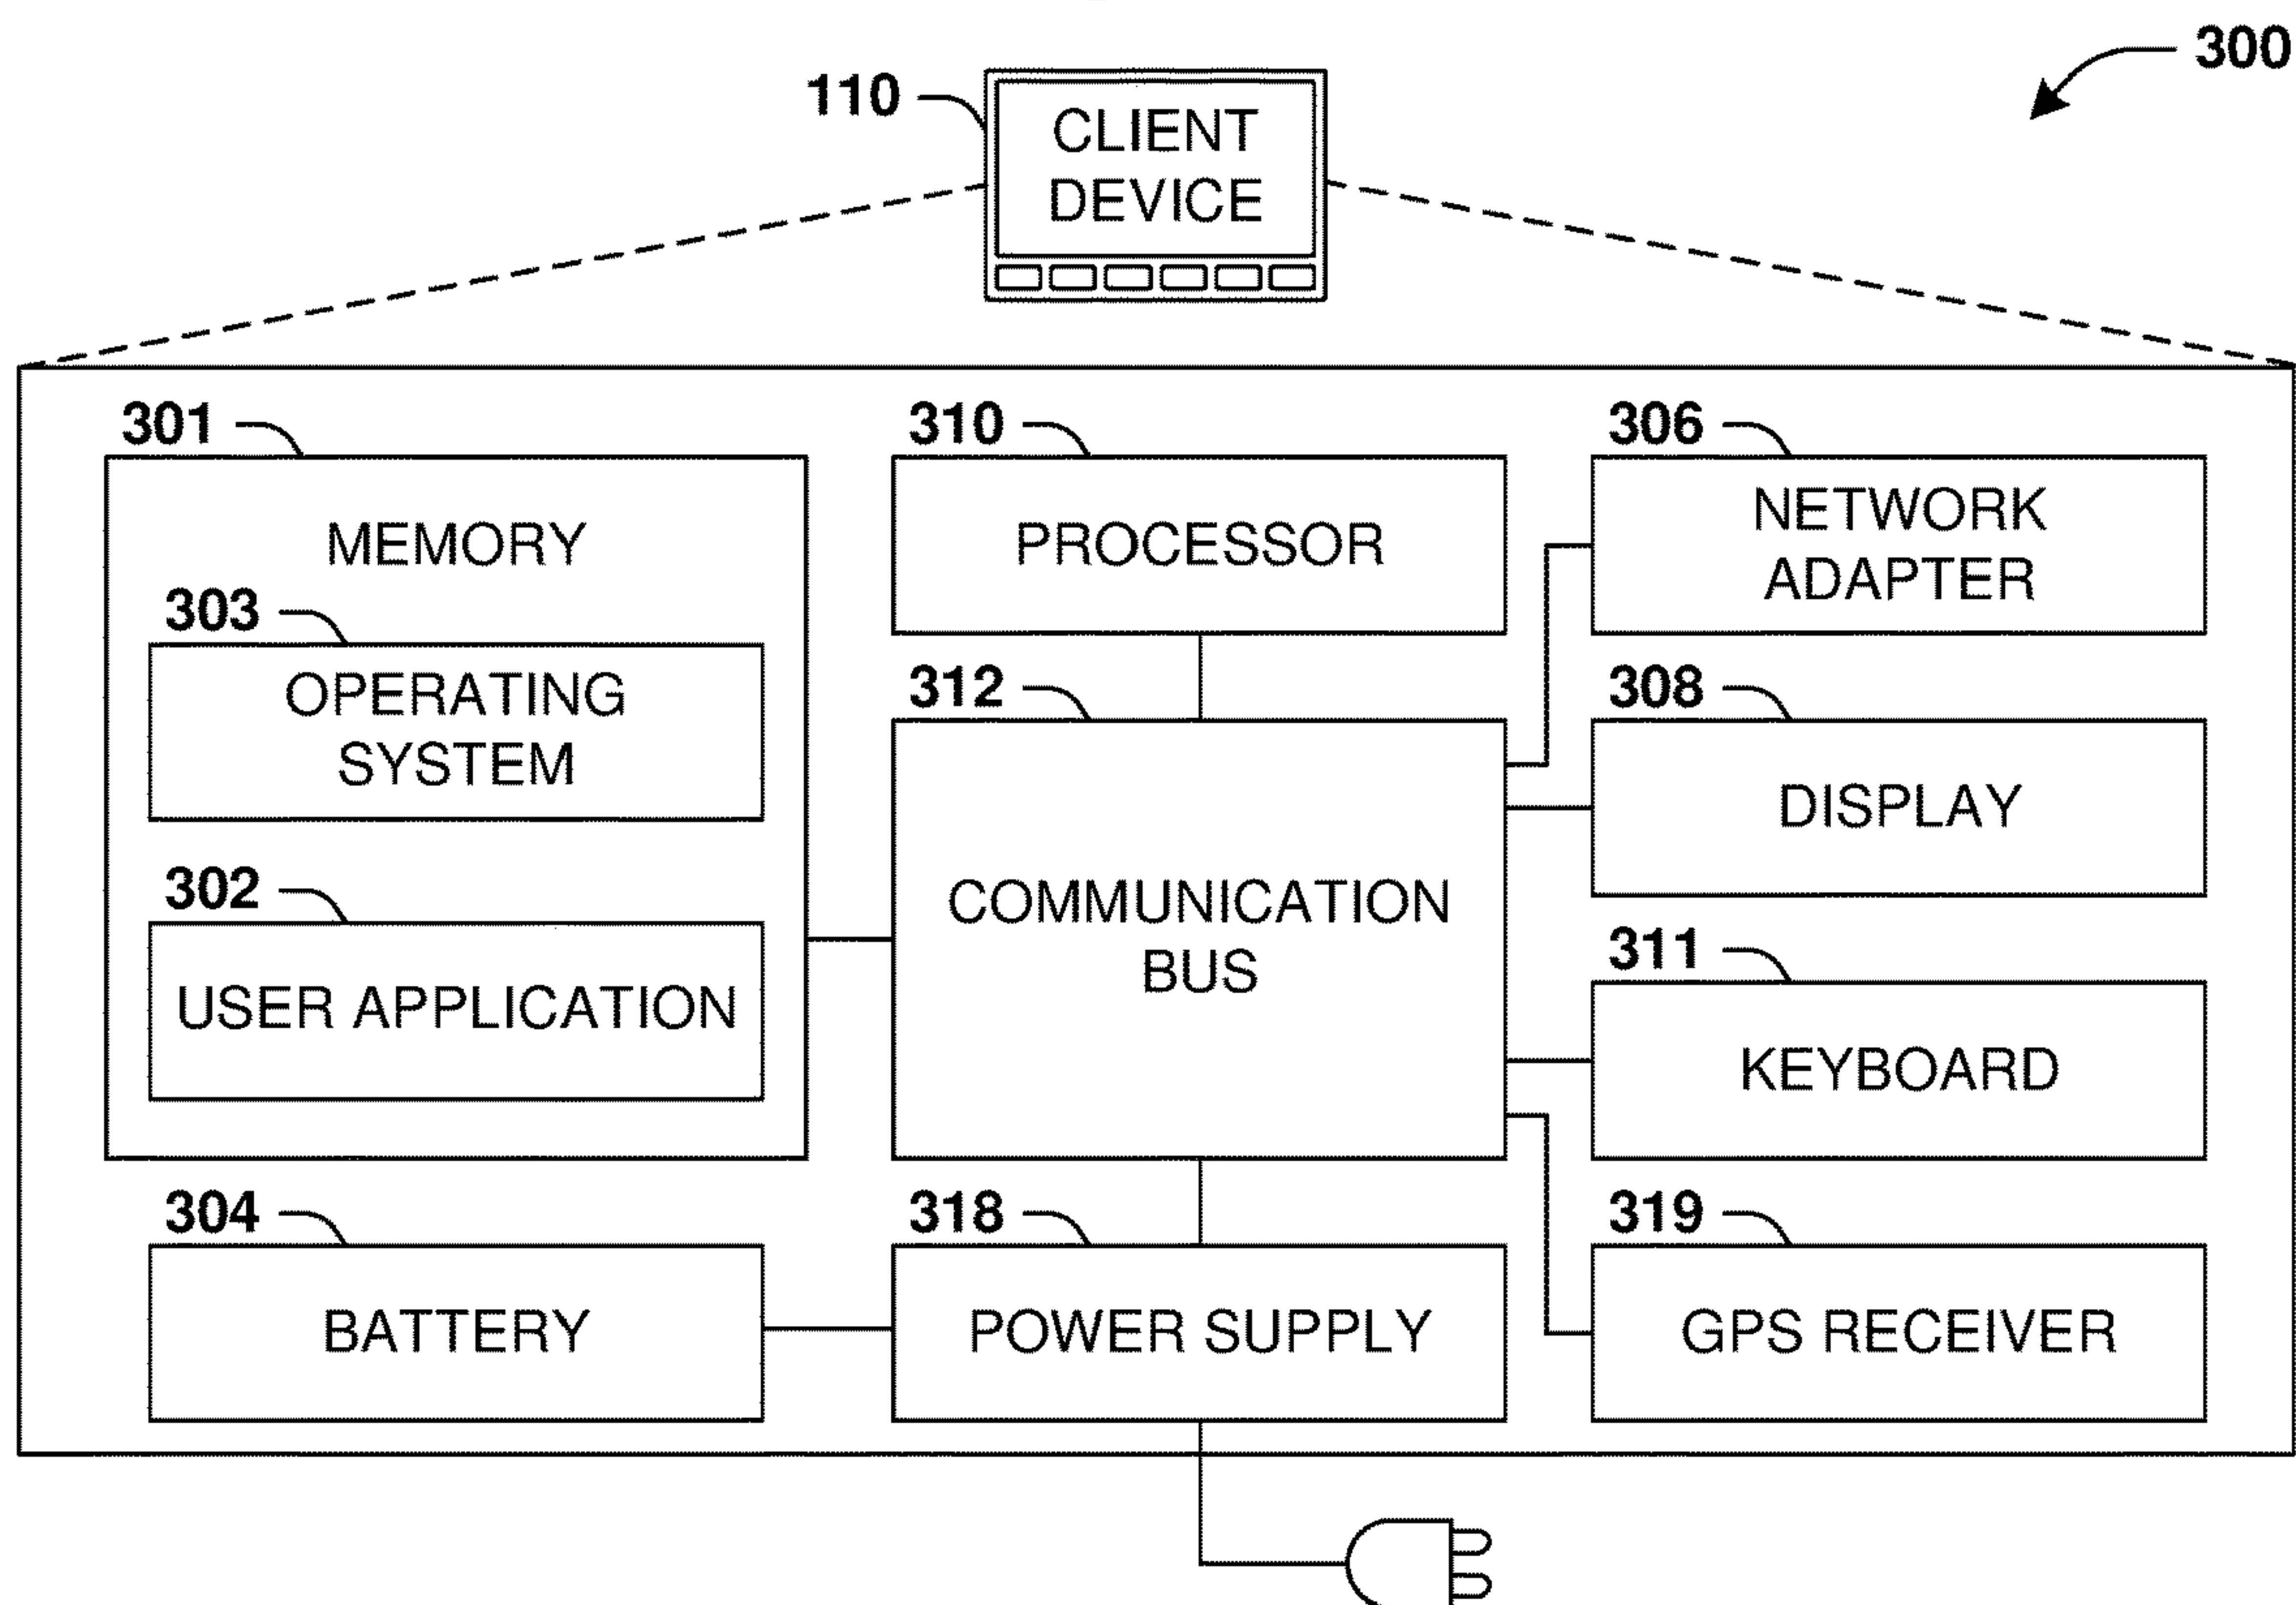 300
110
CLIENT
DEVICE
301
MEMORY
303
OPERATING
SYSTEM
302
USER APPLICATION
304
BATTERY
310
PROCESSOR
312
COMMUNICATION
BUS
318
POWER SUPPLY
306
NETWORK
ADAPTER
308
DISPLAY
311
KEYBOARD
319
GPS RECEIVER